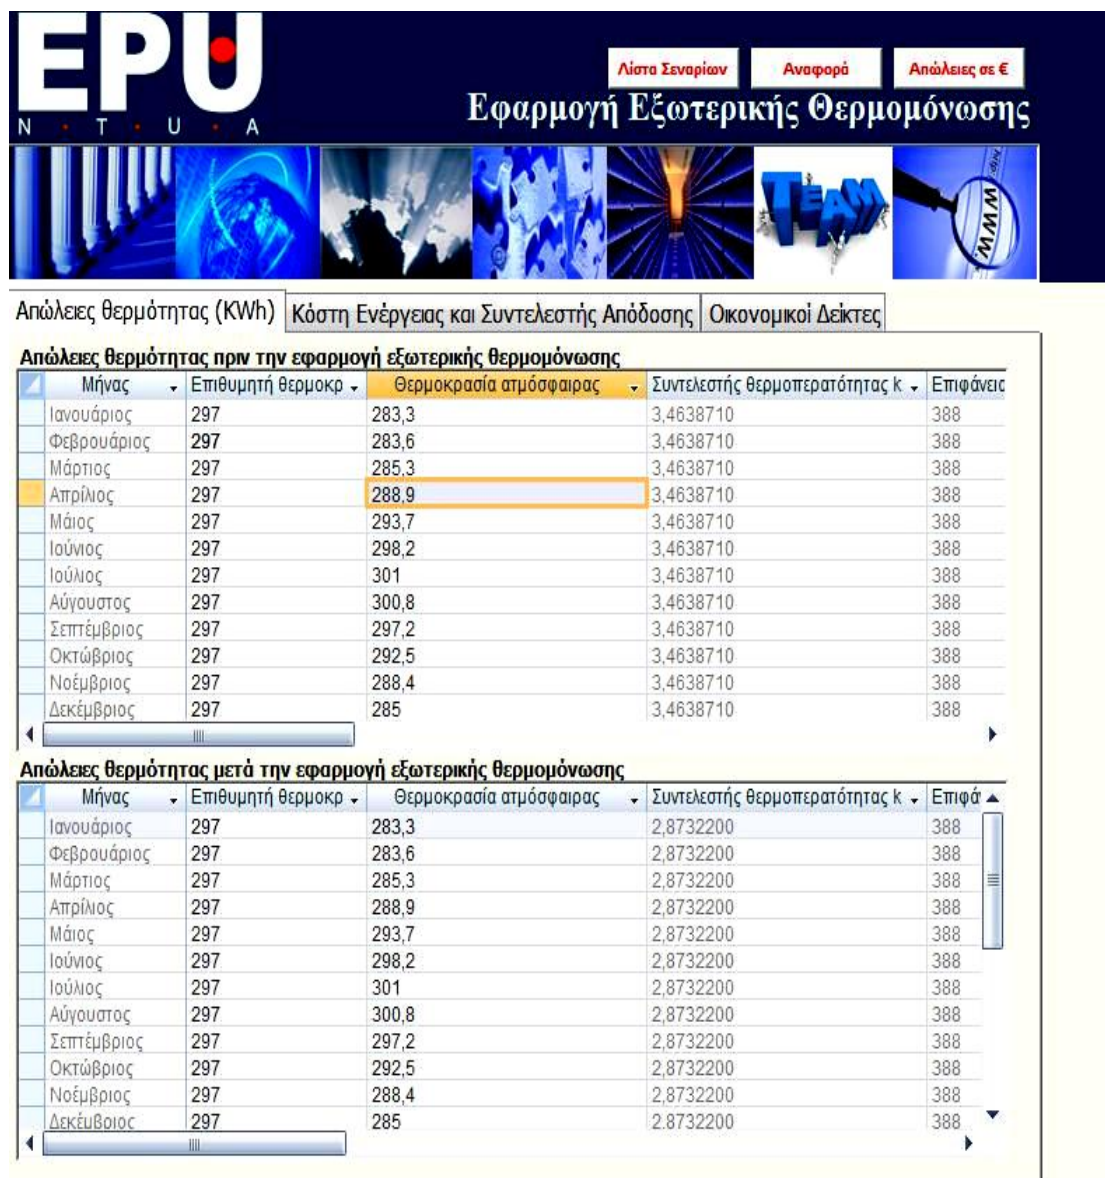 EPU
N · T · U · A
Λίστα Σεναρίων Αναφορά Απώλειες σε €
Εφαρμογή Εξωτερικής Θερμομόνωσης
TEAM
http:
WWW.
Απώλειες θερμότητας (KWh) Κόστη Ενέργειας και Συντελεστής Απόδοσης Οικονομικοί Δείκτες
Απώλειες θερμότητας πριν την εφαρμογή εξωτερικής θερμομόνωσης
Μήνας Επιθυμητή θερμοκρ Θερμοκρασία ατμόσφαιρας Συντελεστής θερμοπερατότητας k Επιφάνεια
Ιανουάριος 297 283,3 3,4638710 388
Φεβρουάριος 297 283,6 3,4638710 388
Μάρτιος 297 285,3 3,4638710 388
Απρίλιος 297 288,9 3,4638710 388
Μάιος 297 293,7 3,4638710 388
Ιούνιος 297 298,2 3,4638710 388
Ιούλιος 297 301 3,4638710 388
Αύγουστος 297 300,8 3,4638710 388
Σεπτέμβριος 297 297,2 3,4638710 388
Οκτώβριος 297 292,5 3,4638710 388
Νοέμβριος 297 288,4 3,4638710 388
Δεκέμβριος 297 285 3,4638710 388
Απώλειες θερμότητας μετά την εφαρμογή εξωτερικής θερμομόνωσης
Μήνας Επιθυμητή θερμοκρ Θερμοκρασία ατμόσφαιρας Συντελεστής θερμοπερατότητας k Επιφά
Ιανουάριος 297 283,3 2,8732200 388
Φεβρουάριος 297 283,6 2,8732200 388
Μάρτιος 297 285,3 2,8732200 388
Απρίλιος 297 288,9 2,8732200 388
Μάιος 297 293,7 2,8732200 388
Ιούνιος 297 298,2 2,8732200 388
Ιούλιος 297 301 2,8732200 388
Αύγουστος 297 300,8 2,8732200 388
Σεπτέμβριος 297 297,2 2,8732200 388
Οκτώβριος 297 292,5 2,8732200 388
Νοέμβριος 297 288,4 2,8732200 388
Δεκέμβριος 297 285 2,8732200 388